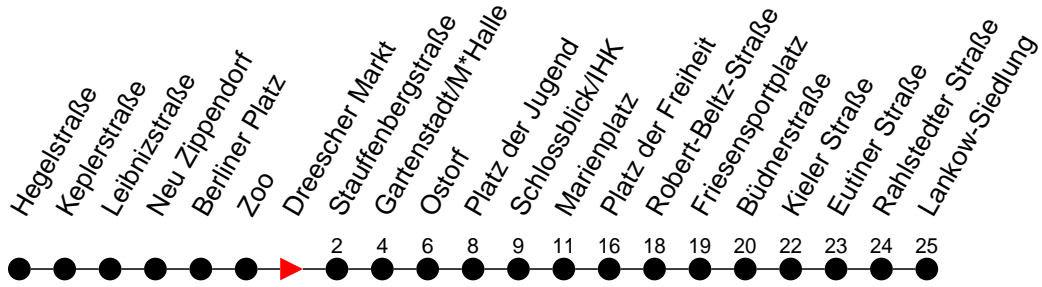 Hegelstraße
Keplerstraße
Leibnizstraße
Neu Zippendorf
Berliner Platz
Zoo
Dreescher Markt
Stauffenbergstraße
Gartenstadt/M*Halle
Ostorf
Platz der Jugend
Schlossblick/IHK
Marienplatz
Platz der Freiheit
Robert-Beltz-Straße
Friesensportplatz
Büdnerstraße
Kieler Straße
Eutiner Straße
Rahlstedter Straße
Lankow-Siedlung
2 4 6 8 9 11 16 18 19 20 22 23 24 25